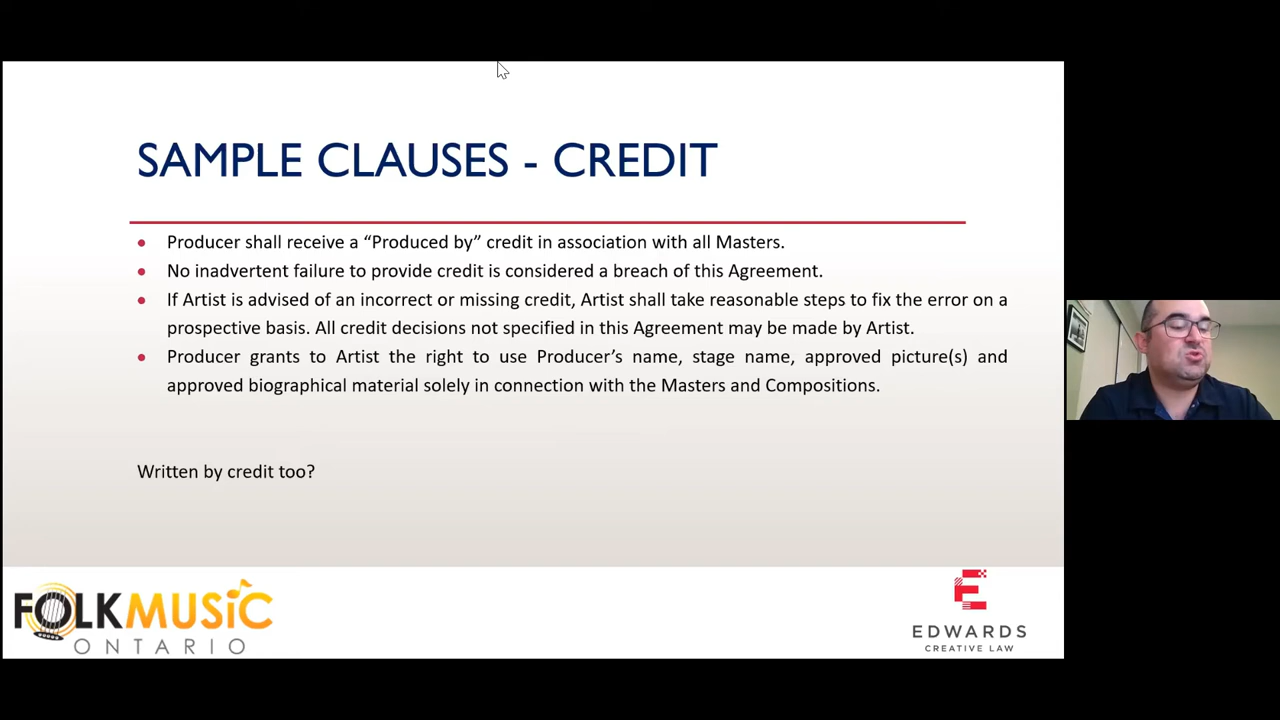 SAMPLE CLAUSES - CREDIT
Producer shall receive a “Produced by” credit in association with all Masters.
No inadvertent failure to provide credit is considered a breach of this Agreement.
If Artist is advised of an incorrect or missing credit, Artist shall take reasonable steps to fix the error on a
prospective basis. All credit decisions not specified in this Agreement may be made by Artist.
Producer grants to Artist the right to use Producer’s name, stage name, approved picture(s) and
approved biographical material solely in connection with the Masters and Compositions.
Written by credit too?
FOLKMUSIC
ONTARIO
E
EDWARDS
CREATIVE LAW